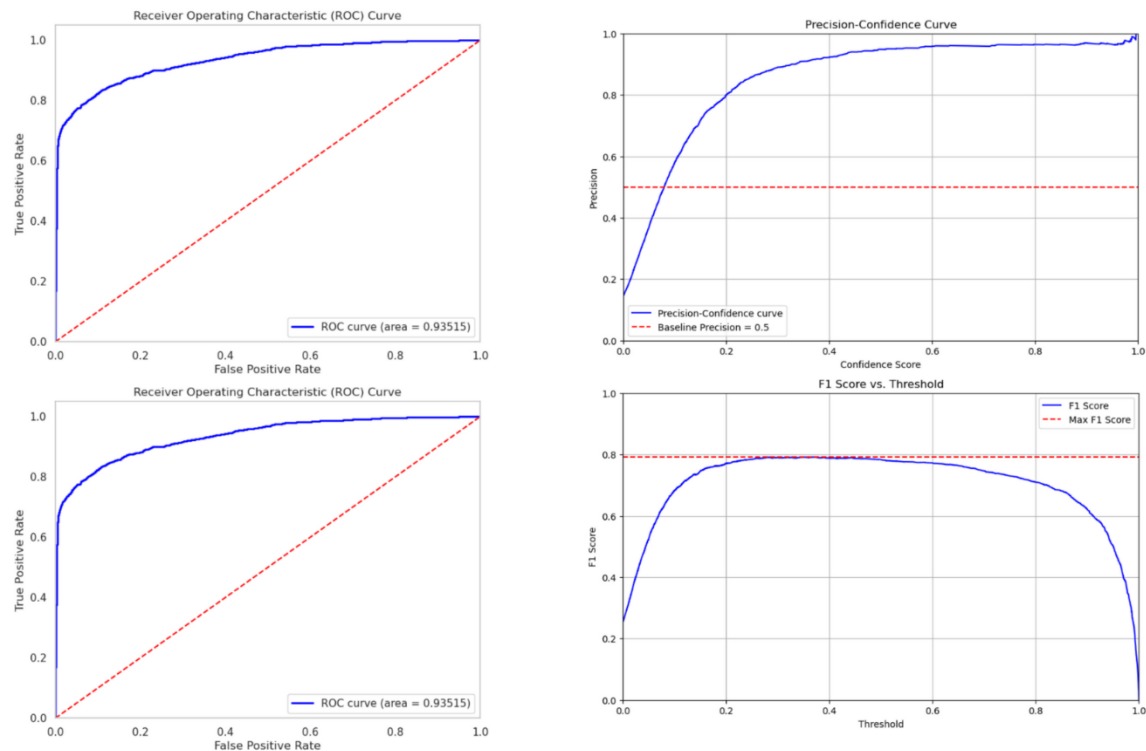 Receiver Operating Characteristic (ROC) Curve
1.0
0.8
0.6
0.4
0.2
0.0
True Positive Rate
ROC curve (area = 0.93515)
0.0 0.2 0.4 0.6 0.8 1.0
False Positive Rate
Precision-Confidence Curve
1.0
0.8
0.6
0.4
0.2
0.0
Precision
Precision-Confidence curve
Baseline Precision = 0.5
0.0 0.2 0.4 0.6 0.8 1.0
Confidence Score
Receiver Operating Characteristic (ROC) Curve
1.0
0.8
0.6
0.4
0.2
0.0
True Positive Rate
ROC curve (area = 0.93515)
0.0 0.2 0.4 0.6 0.8 1.0
False Positive Rate
F1 Score vs. Threshold
1.0
0.8
0.6
0.4
0.2
0.0
F1 Score
F1 Score
Max F1 Score
0.0 0.2 0.4 0.6 0.8 1.0
Threshold